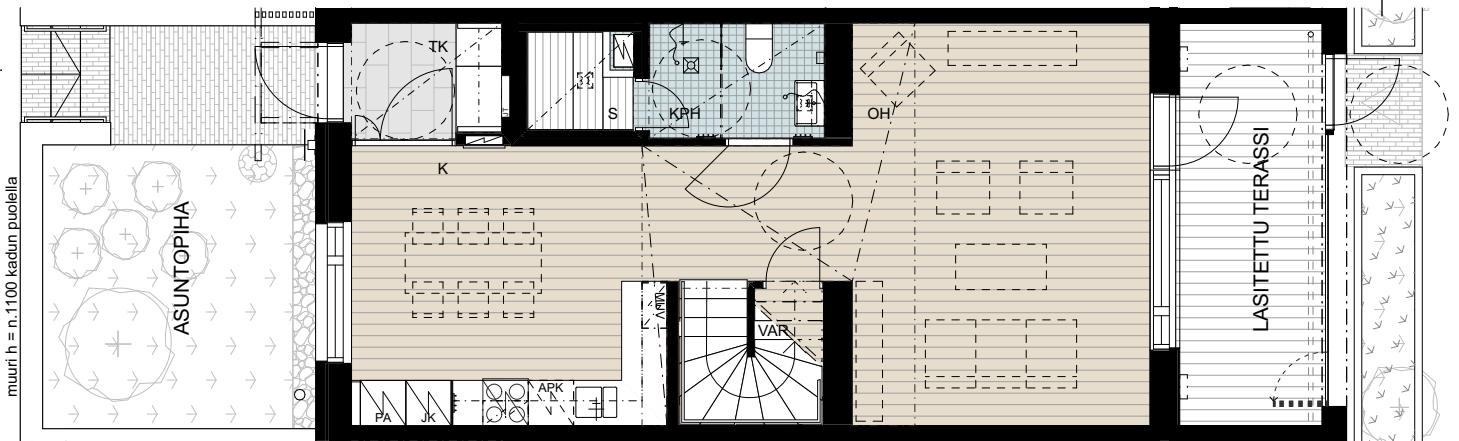 TK
S
KPH
OH
K
muuri h = n.1100 kadun puolella
ASUNTOPIHA
LASITETTU TERASSI
VAR
APK
PA
JK